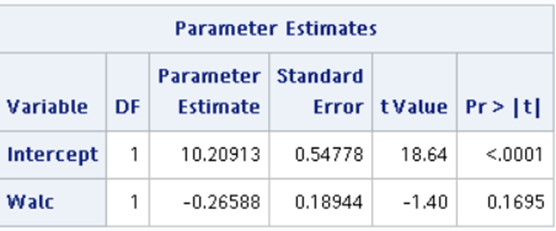 Parameter Estimates
Parameter Standard
Variable DF Estimate Error t Value Pr > |t|
Intercept 1 10.20913 0.54778 18.64 <.0001
Walc 1 -0.26588 0.18944 -1.40 0.1695